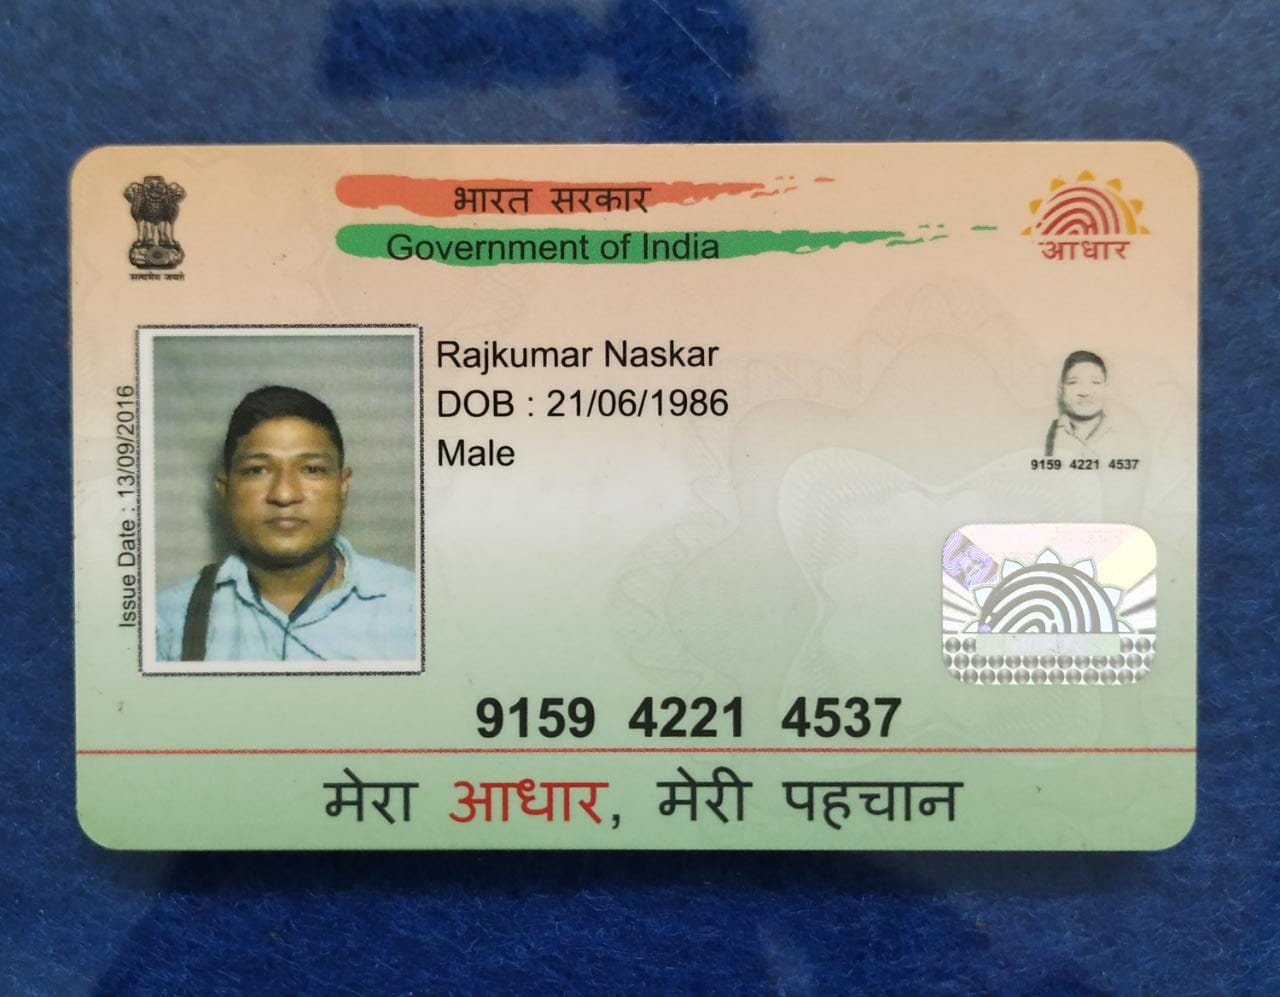 भारत सरकार
Government of India
सत्यमेव जयते
आधार
Issue Date : 13/09/2016
Rajkumar Naskar
DOB : 21/06/1986
Male
9159 4221 4537
9159 4221 4537
मेरा आधार, मेरी पहचान